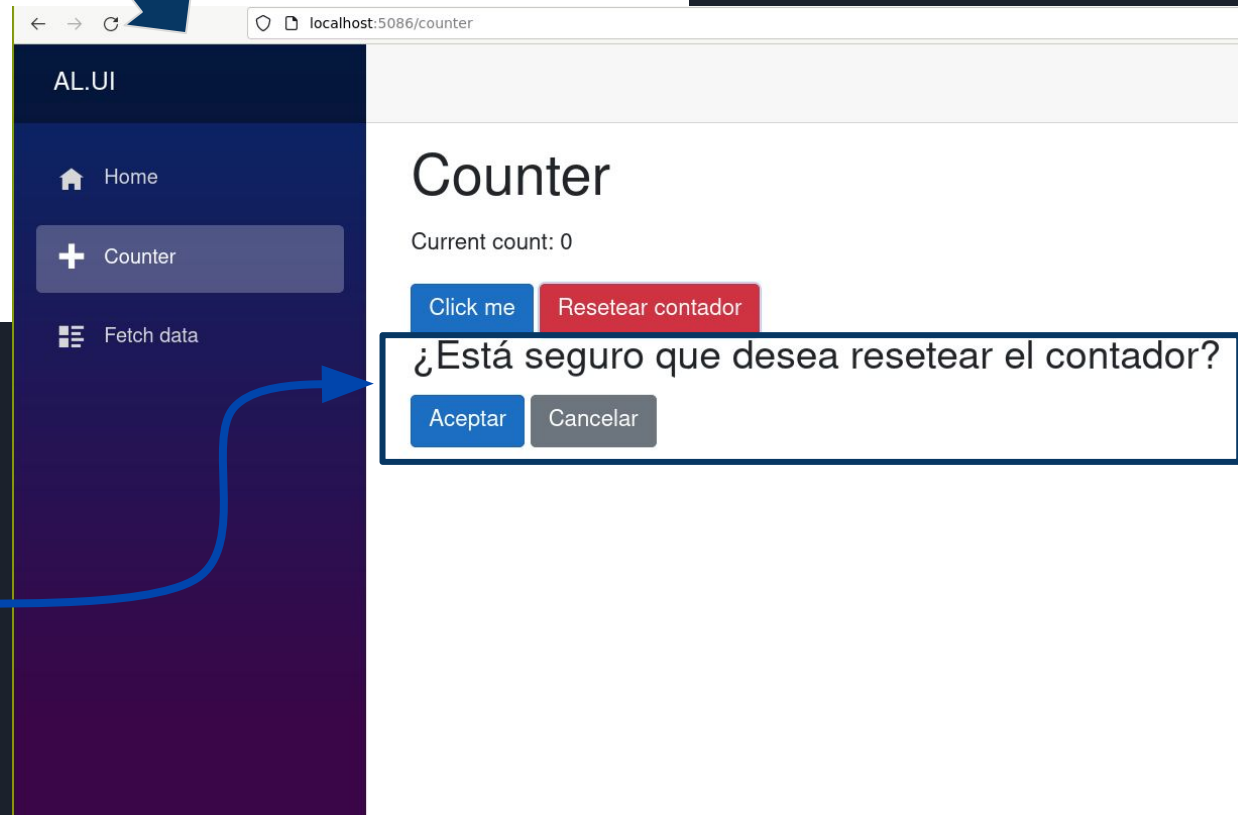 localhost:5086/counter
AL.UI
Home
Counter
Fetch data
Counter
Current count: 0
Click me Resetear contador
¿Está seguro que desea resetear el contador?
Aceptar Cancelar